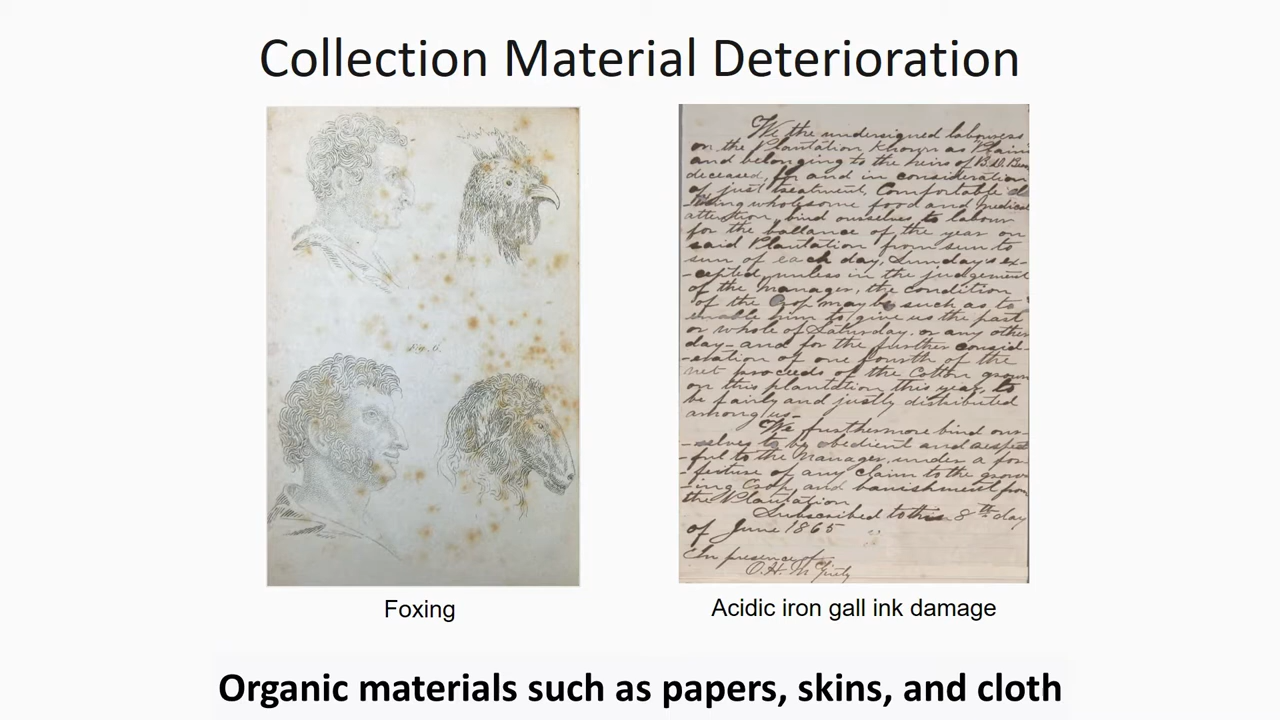 Collection Material Deterioration
Fig. 6.
We the undersigned labourers
on the Plantation known as Plain
and belonging to the heirs of B.D.
deceased, for and in consideration
of just treatment, Comfortable
wholesome food and medical
attention, bind ourselves to labour
for the ballance of the year on
said Plantation from sun to
sum of each day, Sunday's ex-
-cepted, unless in the judgement
of the Manager, the condition
of the Crop may be such as to
enable him to give us the part
or whole of Saturday, or any other
day- and for the further consid-
-eration of one fourth of the
net proceeds of the Cotton grown
on this plantation this year to
be fairly and justly distributed
among us-
We furthermore bind our-
-selves to be obedient and respect
-ful to the Manager, under a for
-feiture of any claim to the grow-
-ing Crop, and banishment from
the Plantation
Subscribed to this 8th day
of June 1865
In presence of
O.H. McGinty
Foxing
Acidic iron gall ink damage
Organic materials such as papers, skins, and cloth